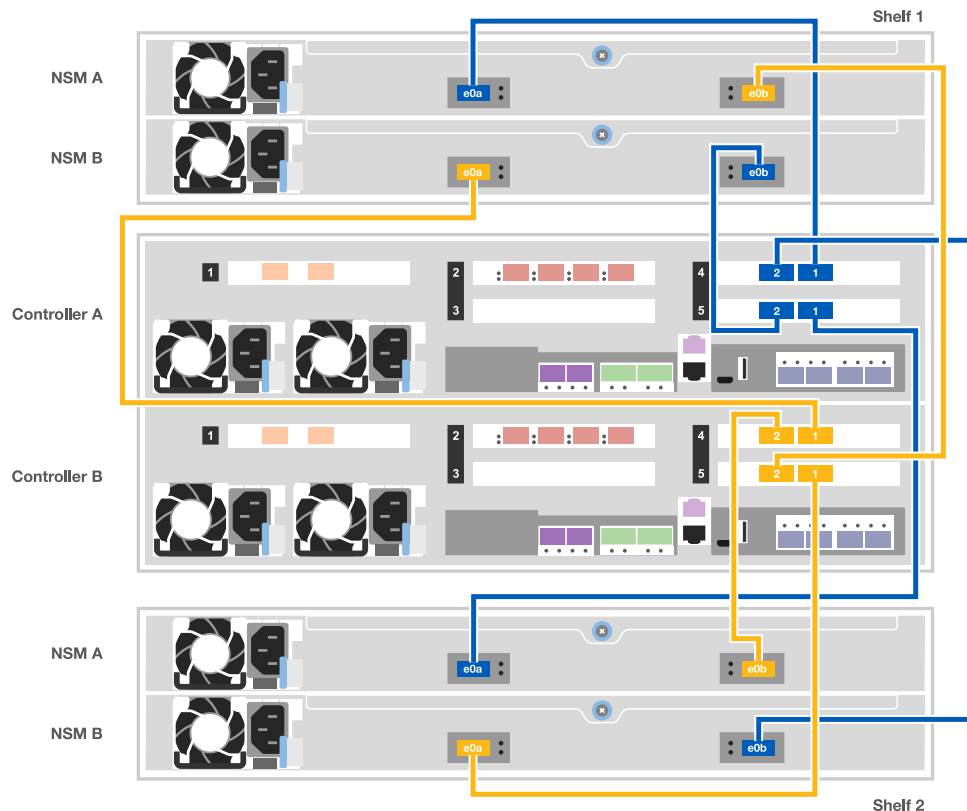 Shelf 1
NSM A
e0a
e0b
NSM B
e0a
e0b
1
2
4
2
1
Controller A
3
5
2
1
1
2
4
2
1
Controller B
3
5
2
1
NSM A
e0a
e0b
NSM B
e0a
e0b
Shelf 2